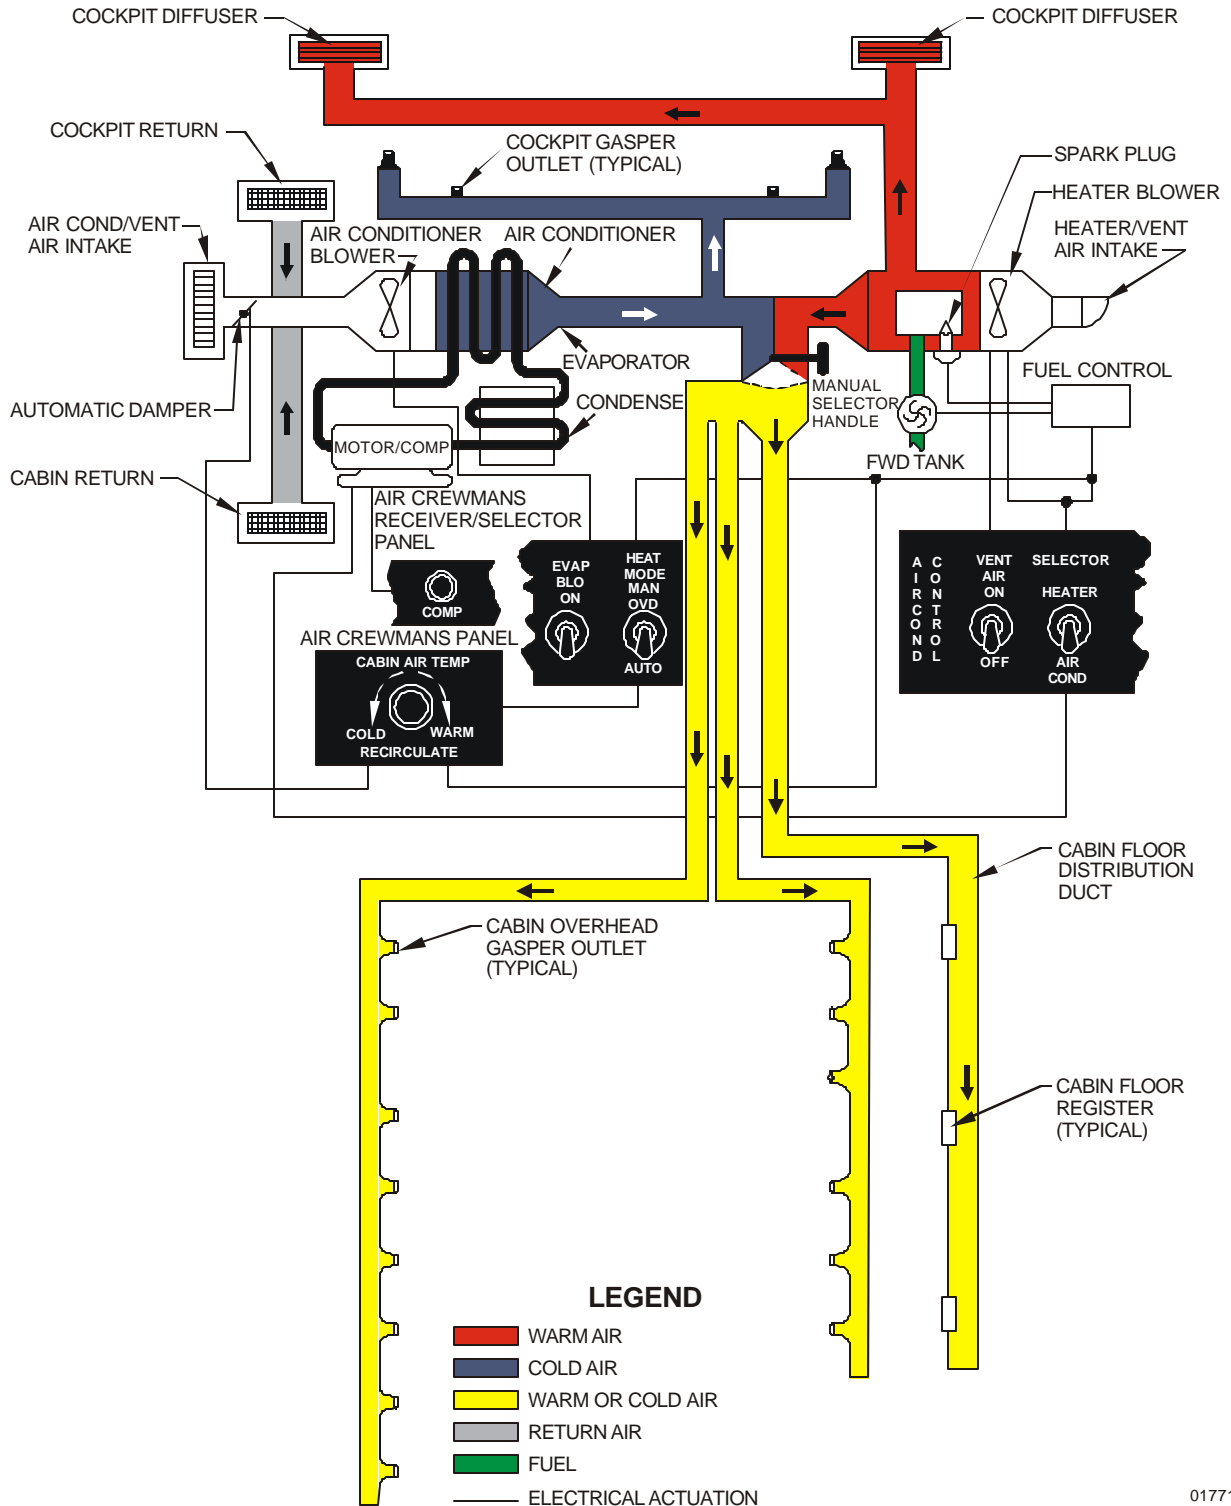 COCKPIT DIFFUSER
COCKPIT DIFFUSER
COCKPIT RETURN
COCKPIT GASPER
OUTLET (TYPICAL)
SPARK PLUG
HEATER BLOWER
AIR COND/VENT
AIR INTAKE
AIR CONDITIONER
BLOWER
AIR CONDITIONER
HEATER/VENT
AIR INTAKE
EVAPORATOR
FUEL CONTROL
AUTOMATIC DAMPER
CONDENSE
MANUAL
SELECTOR
HANDLE
MOTOR/COMP
FWD TANK
CABIN RETURN
AIR CREWMANS
RECEIVER/SELECTOR
PANEL
COMP
EVAP
BLO
ON
HEAT
MODE
MAN
OVD
AUTO
AIR COND
CONTROL
VENT
AIR
ON
OFF
SELECTOR
HEATER
AIR
COND
AIR CREWMANS PANEL
CABIN AIR TEMP
COLD
WARM
RECIRCULATE
CABIN FLOOR
DISTRIBUTION
DUCT
CABIN OVERHEAD
GASPER OUTLET
(TYPICAL)
CABIN FLOOR
REGISTER
(TYPICAL)
LEGEND
WARM AIR
COLD AIR
WARM OR COLD AIR
RETURN AIR
FUEL
ELECTRICAL ACTUATION
01771